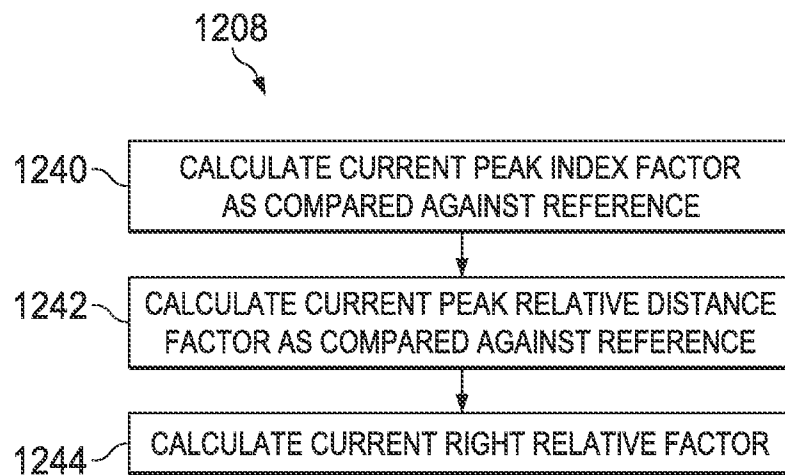 1208
1240
CALCULATE CURRENT PEAK INDEX FACTOR
AS COMPARED AGAINST REFERENCE
1242
CALCULATE CURRENT PEAK RELATIVE DISTANCE
FACTOR AS COMPARED AGAINST REFERENCE
1244
CALCULATE CURRENT RIGHT RELATIVE FACTOR